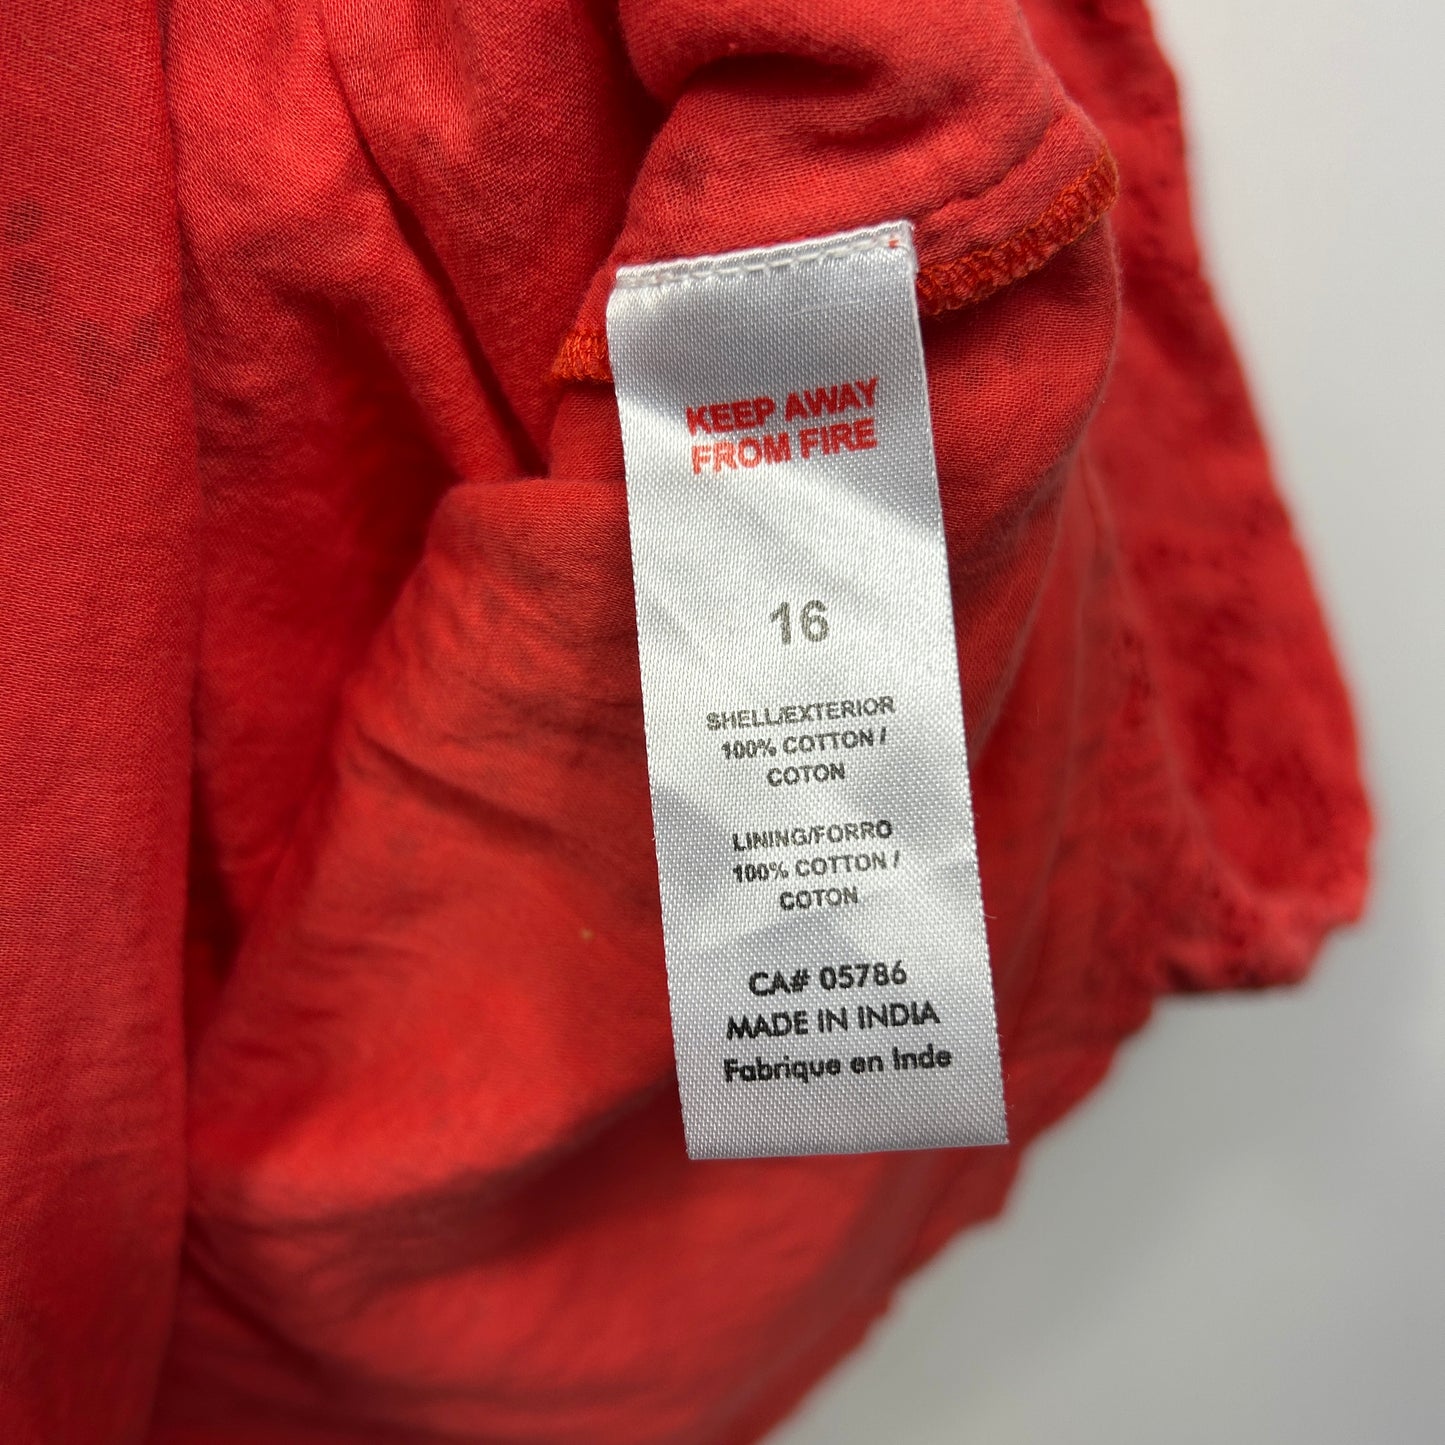 KEEP AWAY
FROM FIRE
16
SHELL/EXTERIOR
100% COTTON /
COTON
LINING/FORRO
100% COTTON /
COTON
CA# 05786
MADE IN INDIA
Fabrique en Inde